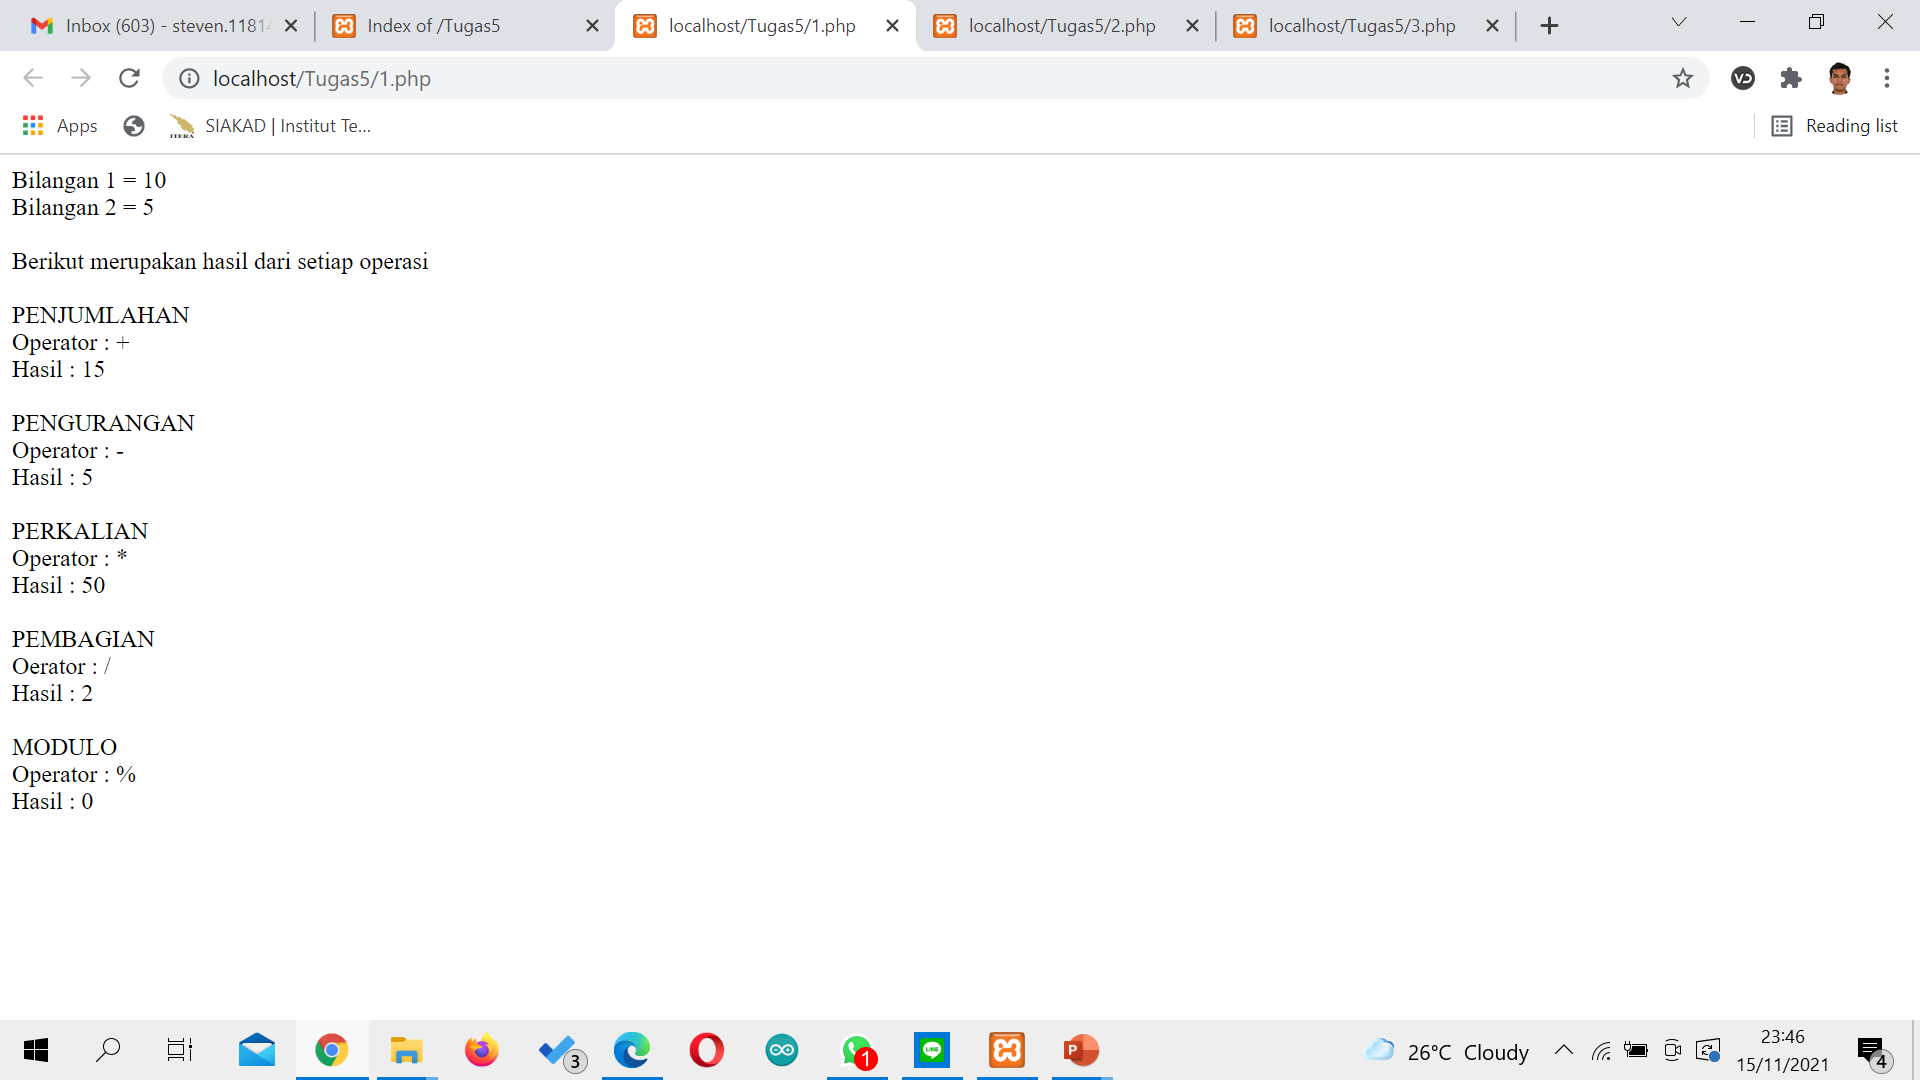 Inbox (603) - steven.1181
Index of /Tugas5
localhost/Tugas5/1.php
localhost/Tugas5/2.php
localhost/Tugas5/3.php
localhost/Tugas5/1.php
Apps
ITERA
SIAKAD | Institut Te...
Reading list
Bilangan 1 = 10
Bilangan 2 = 5
Berikut merupakan hasil dari setiap operasi
PENJUMLAHAN
Operator : +
Hasil : 15
PENGURANGAN
Operator : -
Hasil : 5
PERKALIAN
Operator : *
Hasil : 50
PEMBAGIAN
Oerator : /
Hasil : 2
MODULO
Operator : %
Hasil : 0
3
1
LINE
P
26°C Cloudy
23:46
15/11/2021
4